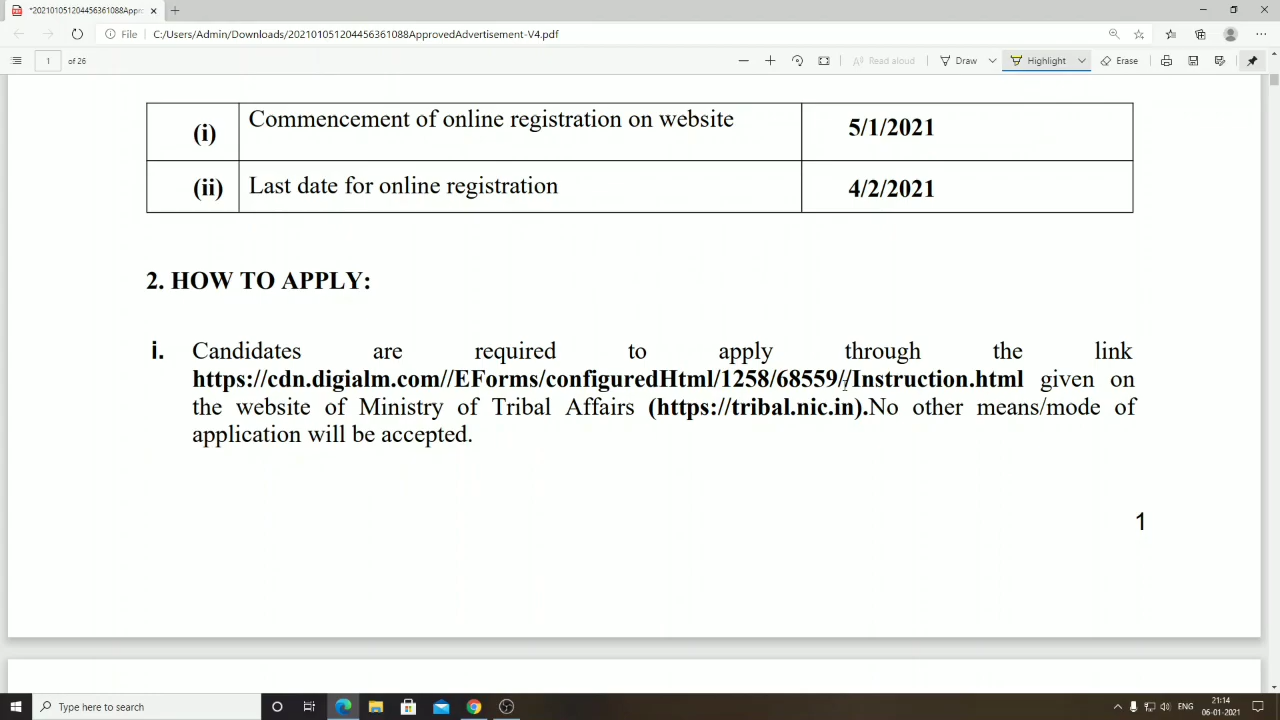 *202101051204456361088Appro
File C:/Users/Admin/Downloads/202101051204456361088ApprovedAdvertisement-V4.pdf
1 of 26 Read aloud Draw Highlight Erase
(i) Commencement of online registration on website 5/1/2021
(ii) Last date for online registration 4/2/2021
2. HOW TO APPLY:
i. Candidates are required to apply through the link
https://cdn.digialm.com//EForms/configuredHtml/1258/68559//Instruction.html given on
the website of Ministry of Tribal Affairs (https://tribal.nic.in).No other means/mode of
application will be accepted.
1
Type here to search
ENG
21:14
06-01-2021